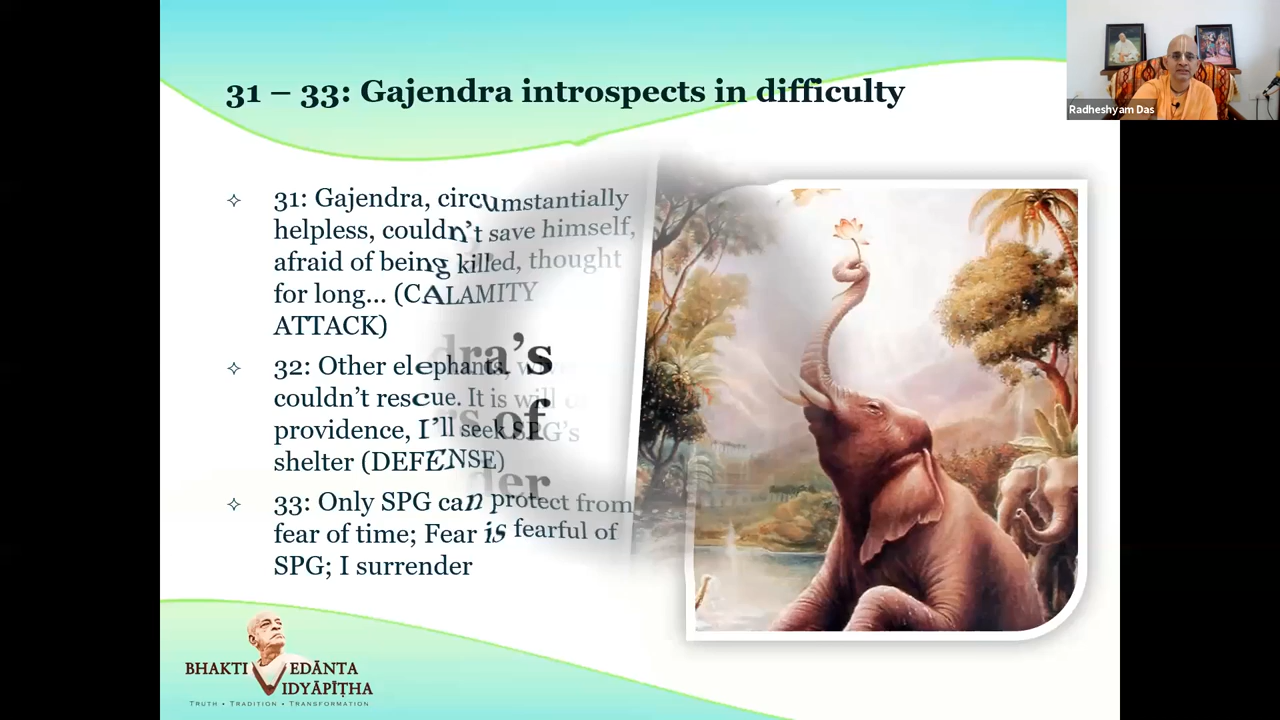 31 – 33: Gajendra introspects in difficulty
Radheshyam Das
✧ 31: Gajendra, circumstantially
helpless, couldn’t save himself,
afraid of being killed, thought
for long... (CALAMITY
ATTACK)
✧ 32: Other elephants,
couldn’t rescue. It is will
providence, I’ll seek SPG’s
shelter (DEFENSE)
✧ 33: Only SPG can protect from
fear of time; Fear is fearful of
SPG; I surrender
dra’s
of
der
BHAKTIVEDĀNTA
VIDYĀPĪṬHA
TRUTH • TRADITION • TRANSFORMATION